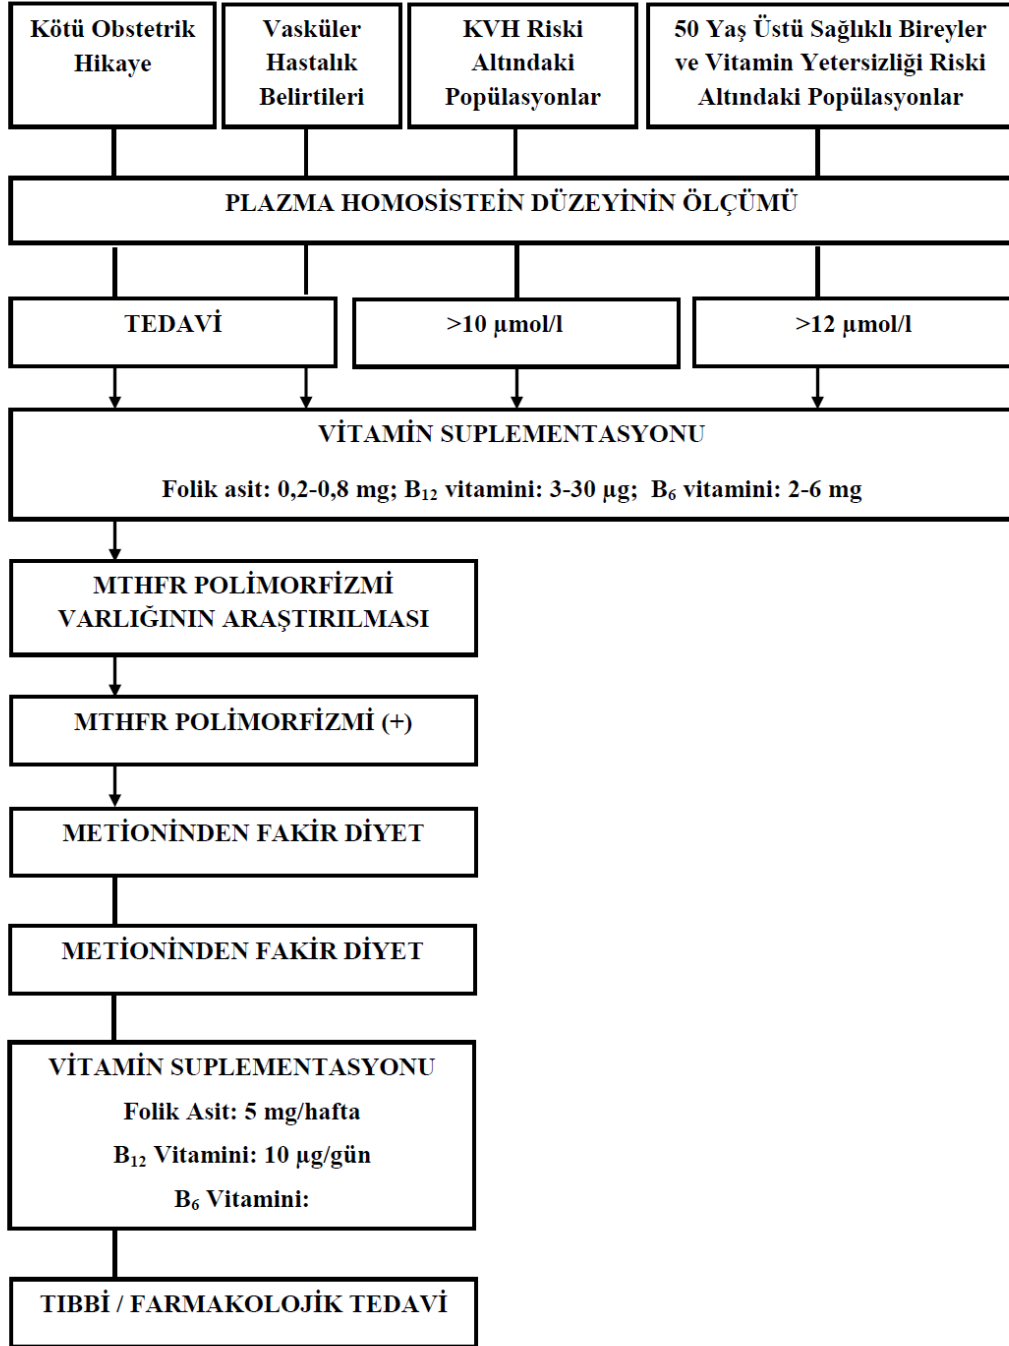 Kötü Obstetrik
Hikaye
Vasküler
Hastalık
Belirtileri
KVH Riski
Altındaki
Popülasyonlar
50 Yaş Üstü Sağlıklı Bireyler
ve Vitamin Yetersizliği Riski
Altındaki Popülasyonlar
PLAZMA HOMOSİSTEİN DÜZEYİNİN ÖLÇÜMÜ
TEDAVİ
>10 µmol/l
>12 µmol/l
VİTAMİN SUPLEMENTASYONU
Folik asit: 0,2-0,8 mg; B₁₂ vitamini: 3-30 µg; B₆ vitamini: 2-6 mg
MTHFR POLİMORFİZMİ
VARLIĞININ ARAŞTIRILMASI
MTHFR POLİMORFİZMİ (+)
METİONİNDEN FAKİR DİYET
METİONİNDEN FAKİR DİYET
VİTAMİN SUPLEMENTASYONU
Folik Asit: 5 mg/hafta
B₁₂ Vitamini: 10 µg/gün
B₆ Vitamini:
TIBBİ / FARMAKOLOJİK TEDAVİ